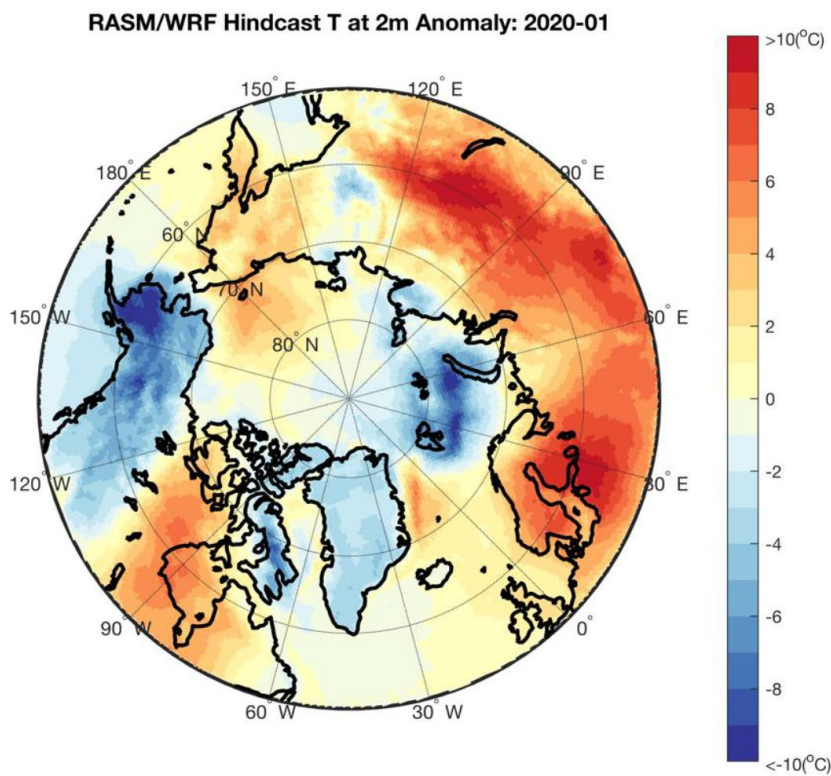 RASM/WRF Hindcast T at 2m Anomaly: 2020-01
>10(°C)
150° E
120° E
8
180° E
90° E
6
60° N
4
70° N
150° W
60° E
2
80° N
0
120° W
30° E
-2
-4
90° W
0°
-6
60° W
30° W
-8
<-10(°C)